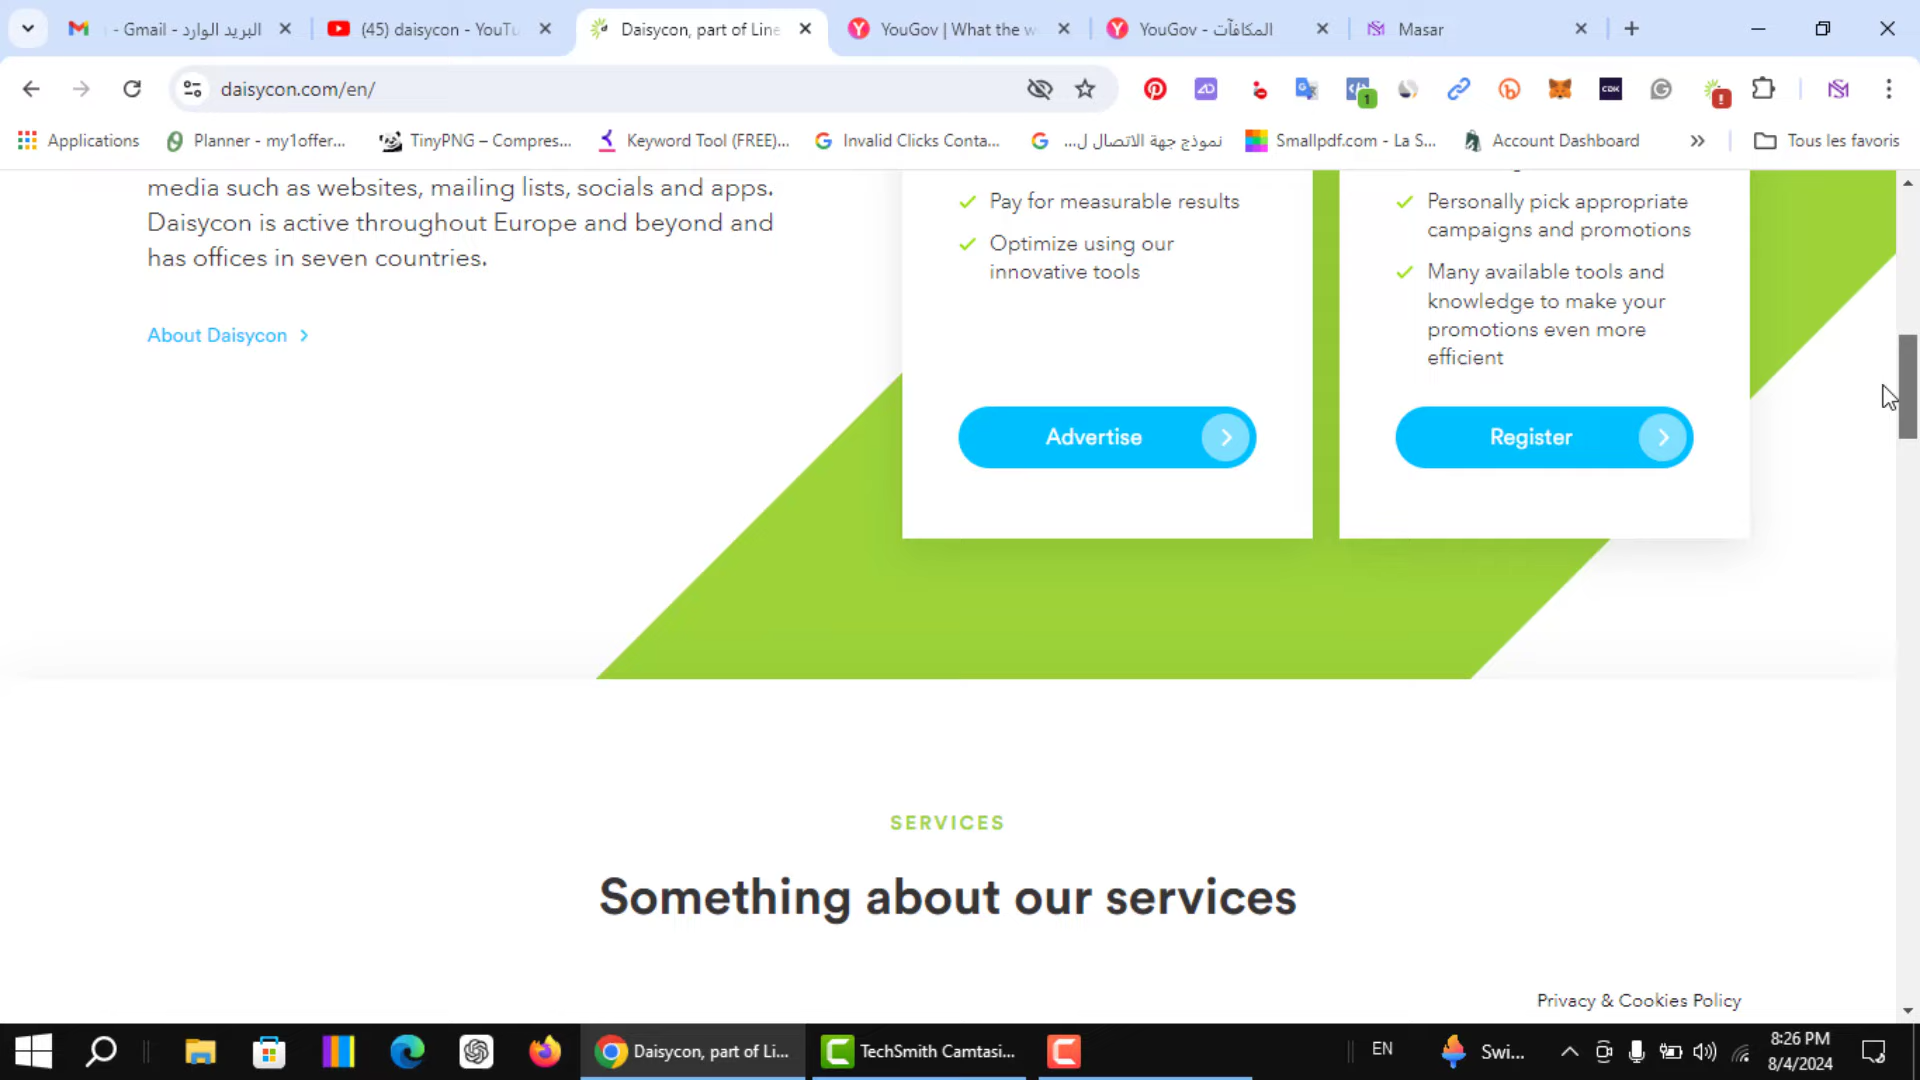 - Gmail - البريد الوارد
(45) daisycon - YouTu
Daisycon, part of Line
YouGov | What the w
YouGov - المكافآت
Masar
daisycon.com/en/
1
CDK
Applications
Planner - my1offer...
TinyPNG – Compres...
Keyword Tool (FREE)...
Invalid Clicks Conta...
نموذج جهة الاتصال ل...
Smallpdf.com - La S...
Account Dashboard
Tous les favoris
media such as websites, mailing lists, socials and apps.
Daisycon is active throughout Europe and beyond and
has offices in seven countries.
About Daisycon
Pay for measurable results
Optimize using our
innovative tools
Advertise
Personally pick appropriate
campaigns and promotions
Many available tools and
knowledge to make your
promotions even more
efficient
Register
SERVICES
Something about our services
Privacy & Cookies Policy
Daisycon, part of Li...
TechSmith Camtasi...
EN
Swi...
8:26 PM
8/4/2024